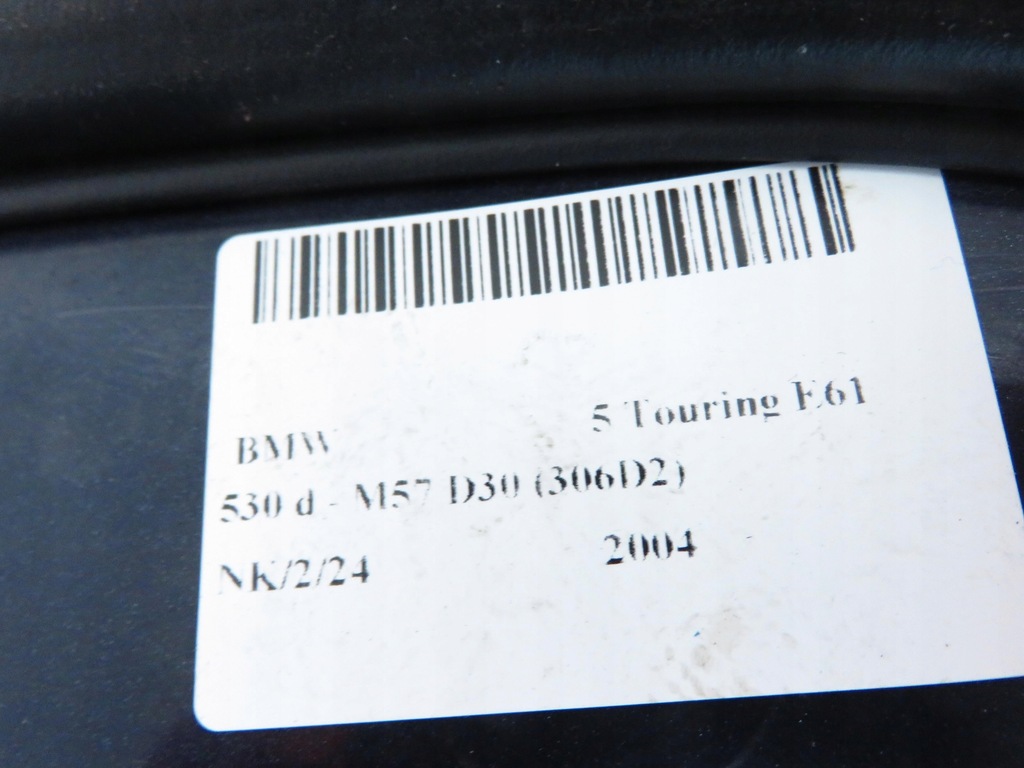 BMW 5 Touring E61
530 d - M57 D30 (306D2)
NK/2/24 2004